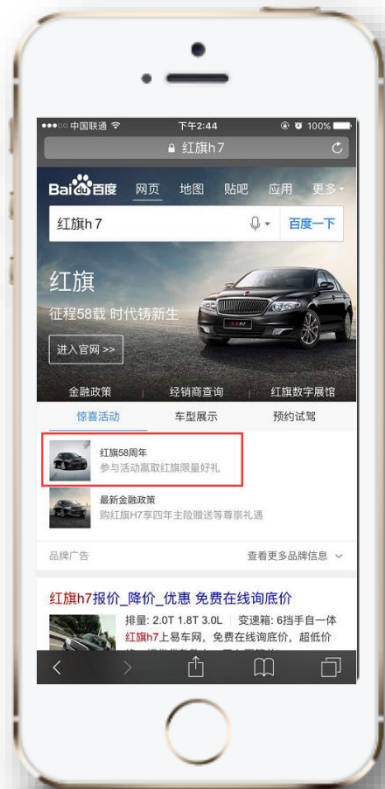 中国联通 下午2:44 100%
红旗h7
Bai百度 网页 地图 贴吧 应用 更多
红旗h7 百度一下
红旗
征程58载 时代铸新生
进入官网 >>
金融政策 经销商查询 红旗数字展馆
惊喜活动 车型展示 预约试驾
红旗58周年
参与活动赢取红旗限量好礼
最新金融政策
购红旗H7享四年主险赠送等尊崇礼遇
品牌广告 查看更多品牌信息
红旗h7报价_降价_优惠 免费在线询底价
排量: 2.0T 1.8T 3.0L 变速箱: 6挡手自一体
红旗h7上易车网，免费在线询底价，超低价